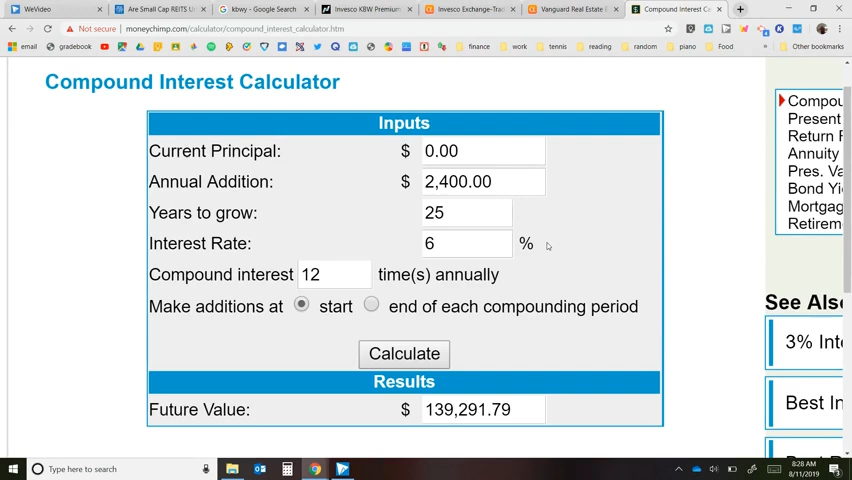 WeVideo
Are Small Cap REITS U
kbwy - Google Search
Invesco KBW Premium
Invesco Exchange-Trad
Vanguard Real Estate E
Compound Interest Ca
Not secure
moneychimp.com/calculator/compound_interest_calculator.htm
email
gradebook
finance
work
tennis
reading
random
piano
Food
Other bookmarks
Compound Interest Calculator
Inputs
Current Principal: $ 0.00
Annual Addition: $ 2,400.00
Years to grow: 25
Interest Rate: 6 %
Compound interest 12 time(s) annually
Make additions at start end of each compounding period
Calculate
Results
Future Value: $ 139,291.79
Compou
Present
Return F
Annuity
Pres. Va
Bond Yi
Mortgag
Retirem
See Also
3% Inte
Best In
Type here to search
8:28 AM
8/11/2019